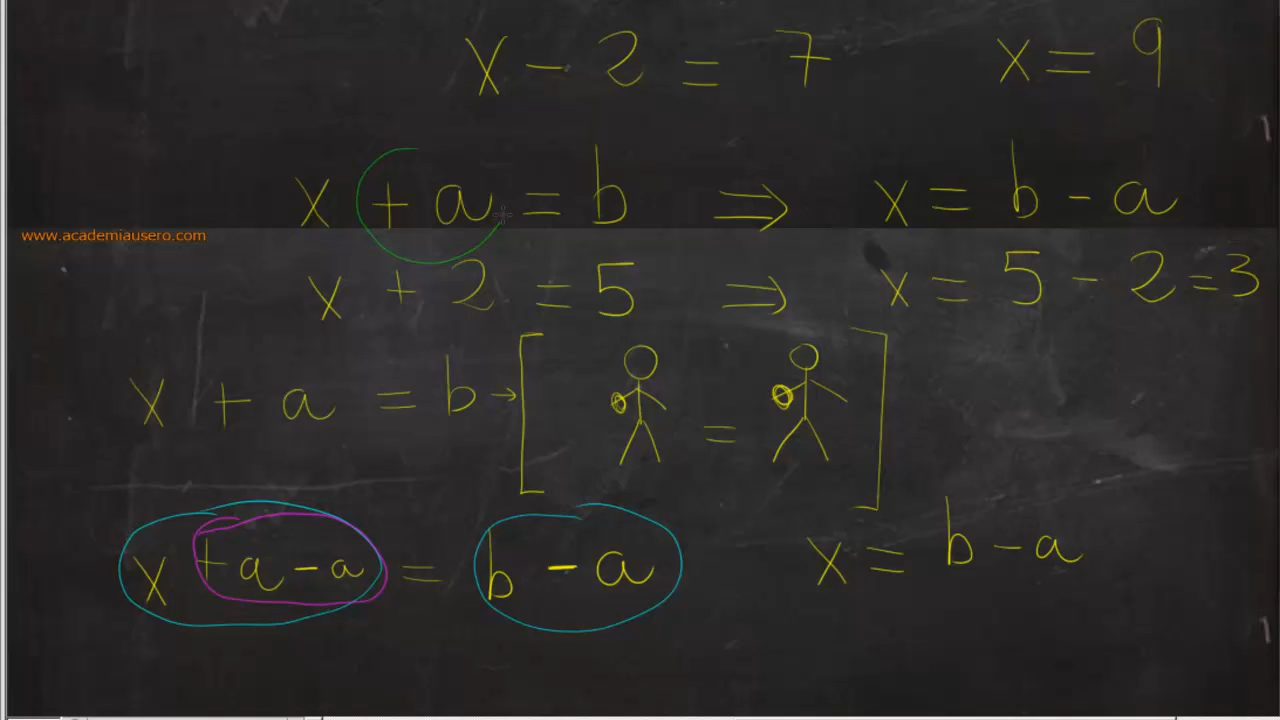 x - 2 = 7 x = 9
x + a = b ⇒ x = b - a
www.academiausero.com
x + 2 = 5 ⇒ x = 5 - 2 = 3
x + a = b → [ = ]
x + a - a = b - a x = b - a